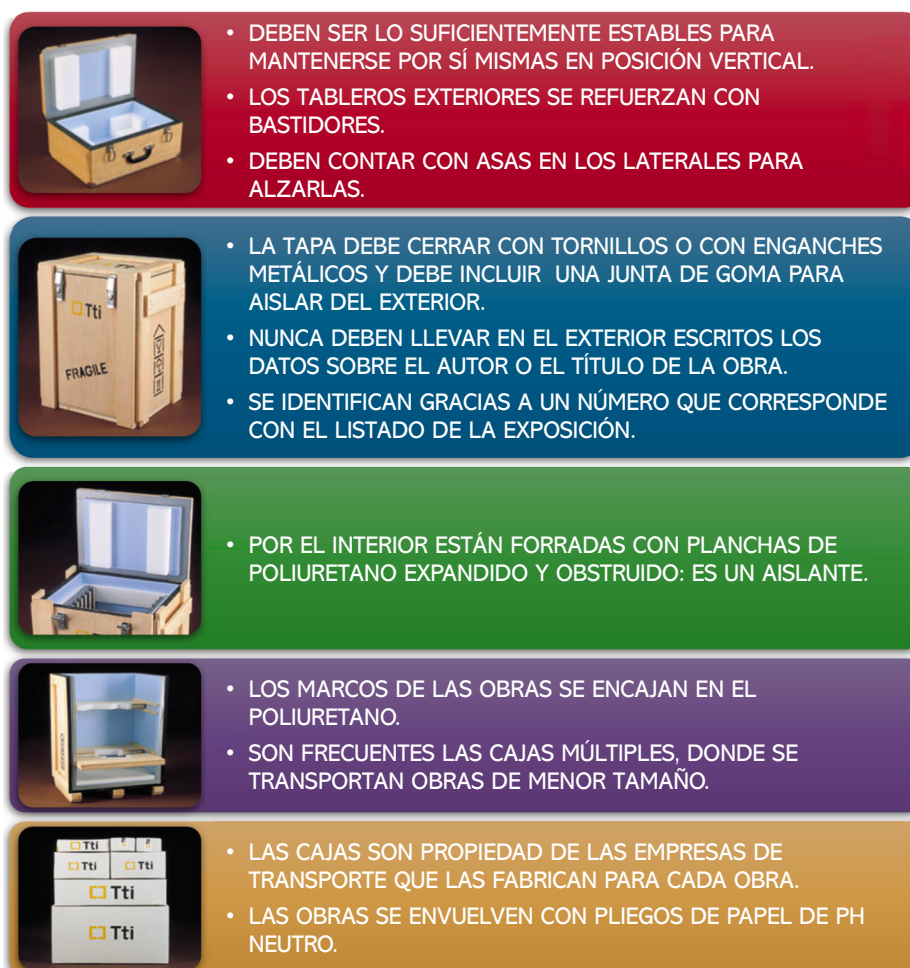 • DEBEN SER LO SUFICIENTEMENTE ESTABLES PARA
MANTENERSE POR SÍ MISMAS EN POSICIÓN VERTICAL.
• LOS TABLEROS EXTERIORES SE REFUERZAN CON
BASTIDORES.
• DEBEN CONTAR CON ASAS EN LOS LATERALES PARA
ALZARLAS.
Tti
FRAGILE
• LA TAPA DEBE CERRAR CON TORNILLOS O CON ENGANCHES
METÁLICOS Y DEBE INCLUIR UNA JUNTA DE GOMA PARA
AISLAR DEL EXTERIOR.
• NUNCA DEBEN LLEVAR EN EL EXTERIOR ESCRITOS LOS
DATOS SOBRE EL AUTOR O EL TÍTULO DE LA OBRA.
• SE IDENTIFICAN GRACIAS A UN NÚMERO QUE CORRESPONDE
CON EL LISTADO DE LA EXPOSICIÓN.
• POR EL INTERIOR ESTÁN FORRADAS CON PLANCHAS DE
POLIURETANO EXPANDIDO Y OBSTRUIDO: ES UN AISLANTE.
• LOS MARCOS DE LAS OBRAS SE ENCAJAN EN EL
POLIURETANO.
• SON FRECUENTES LAS CAJAS MÚLTIPLES, DONDE SE
TRANSPORTAN OBRAS DE MENOR TAMAÑO.
Tti
Tti Tti
Tti
Tti
• LAS CAJAS SON PROPIEDAD DE LAS EMPRESAS DE
TRANSPORTE QUE LAS FABRICAN PARA CADA OBRA.
• LAS OBRAS SE ENVUELVEN CON PLIEGOS DE PAPEL DE PH
NEUTRO.